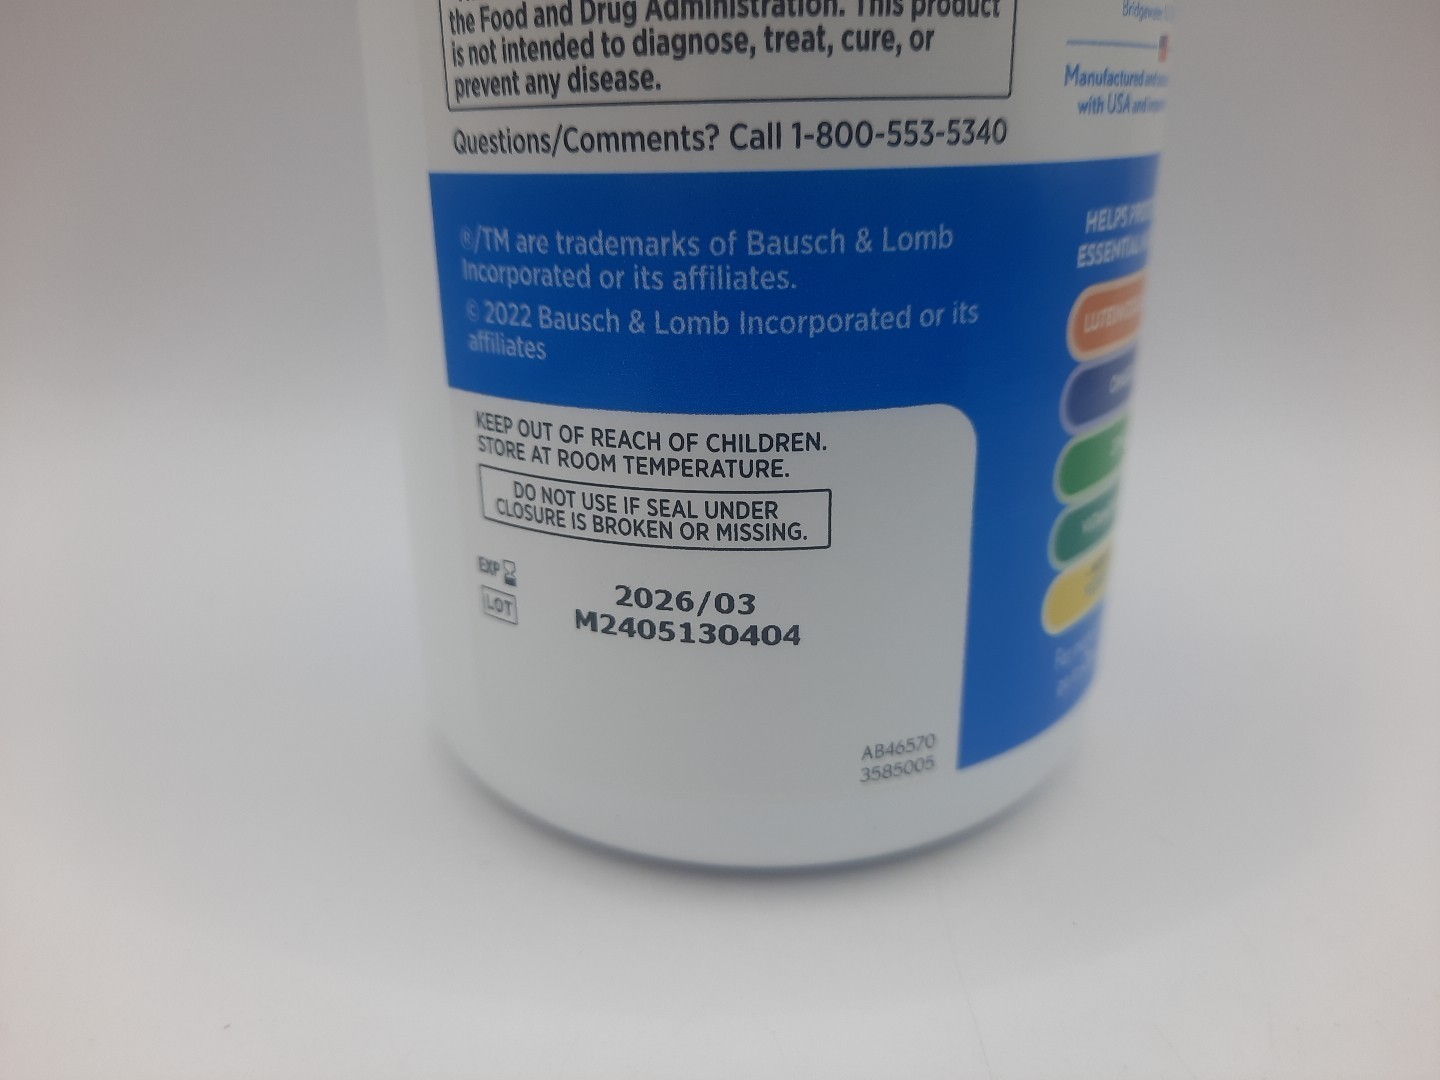 the Food and Drug Administration. This product
is not intended to diagnose, treat, cure, or
prevent any disease.
Questions/Comments? Call 1-800-553-5340
®/TM are trademarks of Bausch & Lomb
Incorporated or its affiliates.
© 2022 Bausch & Lomb Incorporated or its
affiliates
KEEP OUT OF REACH OF CHILDREN.
STORE AT ROOM TEMPERATURE.
DO NOT USE IF SEAL UNDER
CLOSURE IS BROKEN OR MISSING.
EXP
2026/03
LOT
M2405130404
AB46570
3585005
Manufactured
with USA and
HELPS